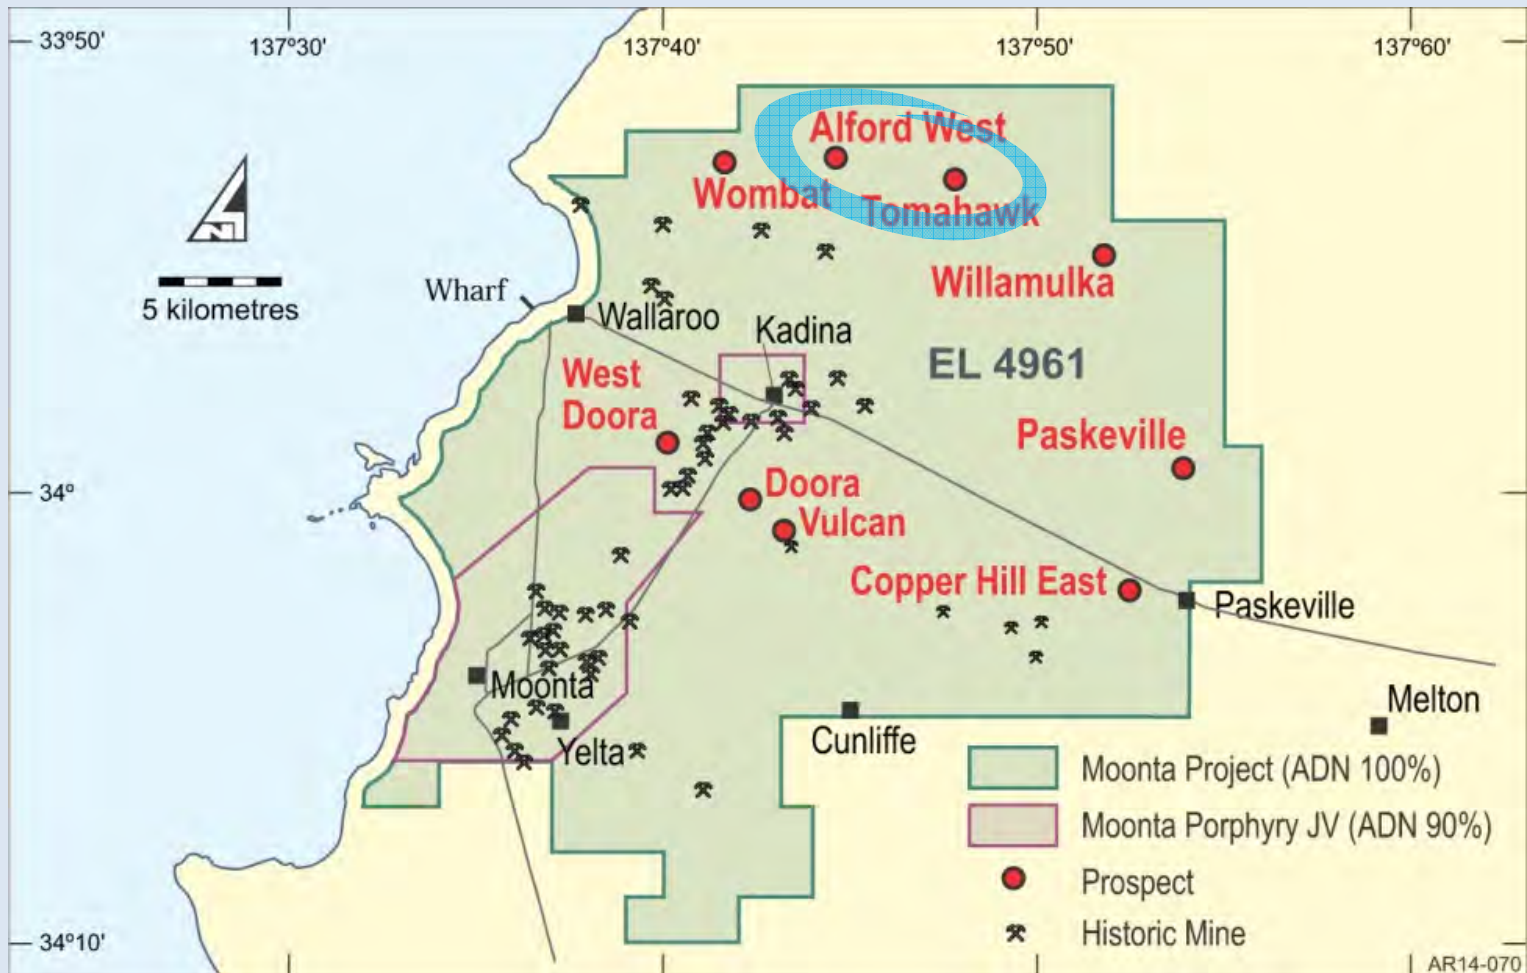 33°50'
137°30'
137°40'
137°50'
137°60'
Alford West
Wombat
Tomahawk
N
Willamulka
Wharf
5 kilometres
Wallaroo
Kadina
EL 4961
West
Doora
Paskeville
34°
Doora
Vulcan
Copper Hill East
Paskeville
Moonta
Melton
Yelta
Cunliffe
Moonta Project (ADN 100%)
Moonta Porphyry JV (ADN 90%)
Prospect
34°10'
Historic Mine
AR14-070